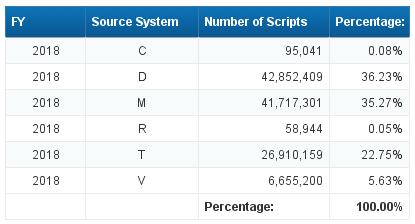 FY Source System Number of Scripts Percentage:
2018 C 95,041 0.08%
2018 D 42,852,409 36.23%
2018 M 41,717,301 35.27%
2018 R 58,944 0.05%
2018 T 26,910,159 22.75%
2018 V 6,655,200 5.63%
Percentage: 100.00%